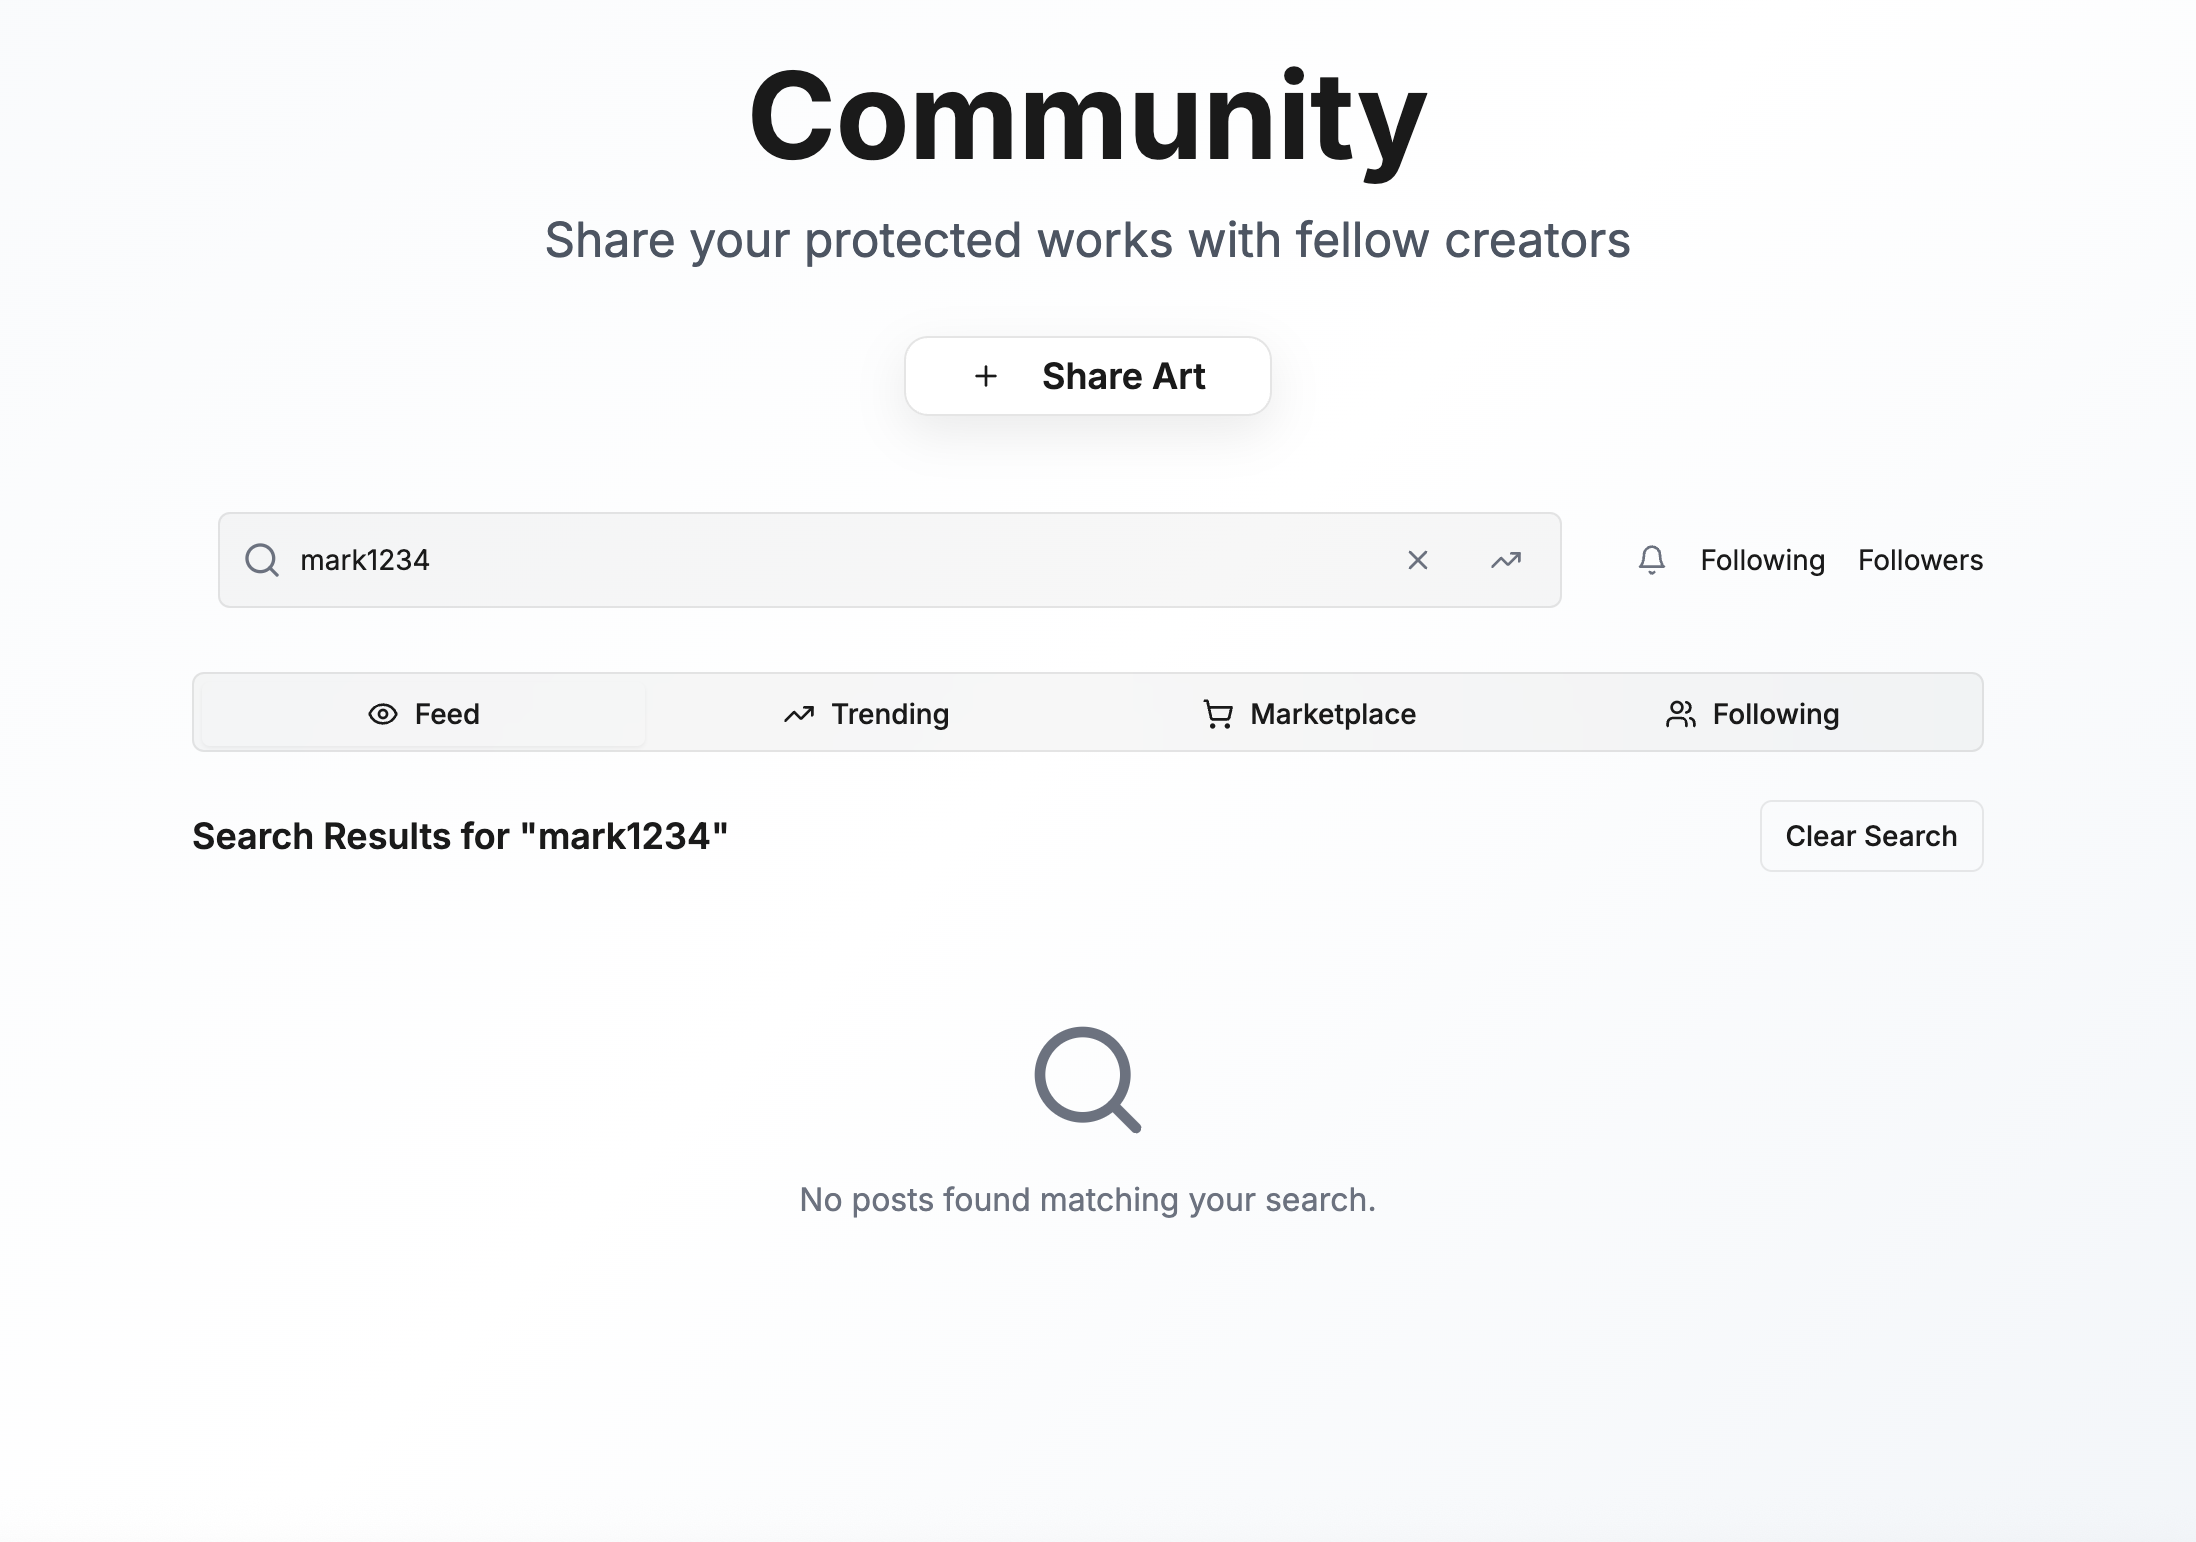 Community
Share your protected works with fellow creators
Share Art
mark1234
Following Followers
Feed Trending Marketplace Following
Search Results for "mark1234"
Clear Search
No posts found matching your search.